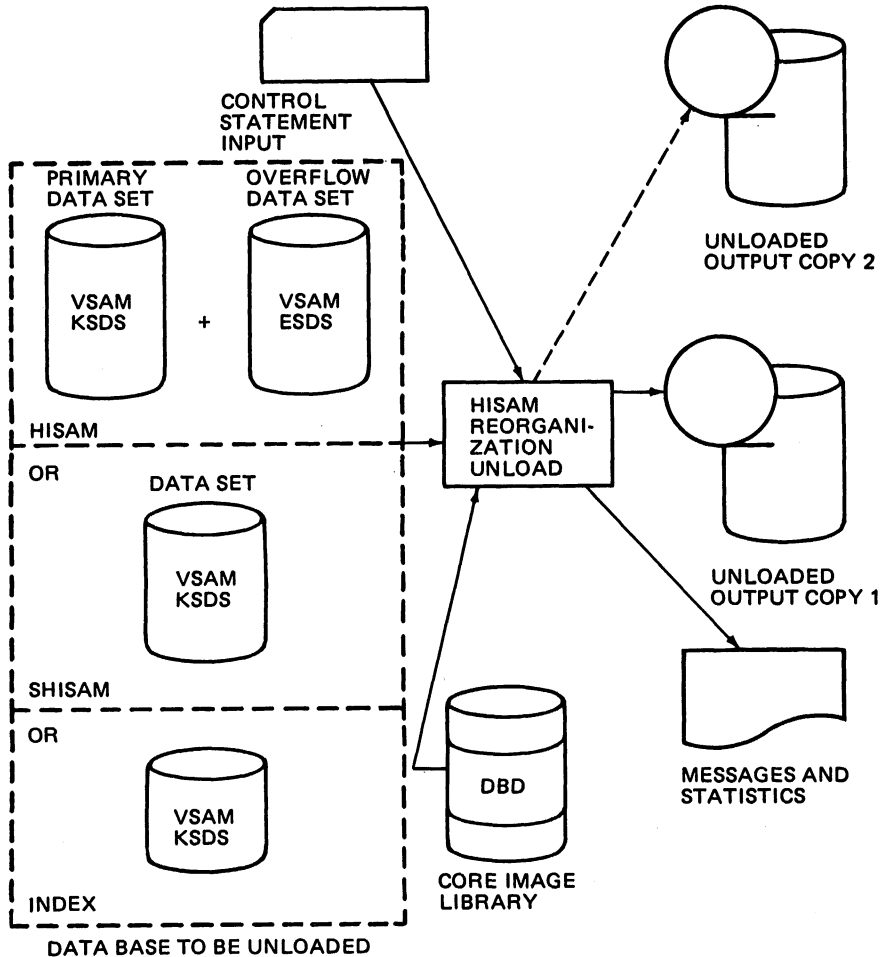 CONTROL
STATEMENT
INPUT
UNLOADED
OUTPUT COPY 2
PRIMARY
DATA SET
OVERFLOW
DATA SET
VSAM
KSDS
+
VSAM
ESDS
HISAM
HISAM
REORGANI-
ZATION
UNLOAD
UNLOADED
OUTPUT COPY 1
OR
DATA SET
VSAM
KSDS
SHISAM
OR
VSAM
KSDS
INDEX
DATA BASE TO BE UNLOADED
DBD
CORE IMAGE
LIBRARY
MESSAGES AND
STATISTICS